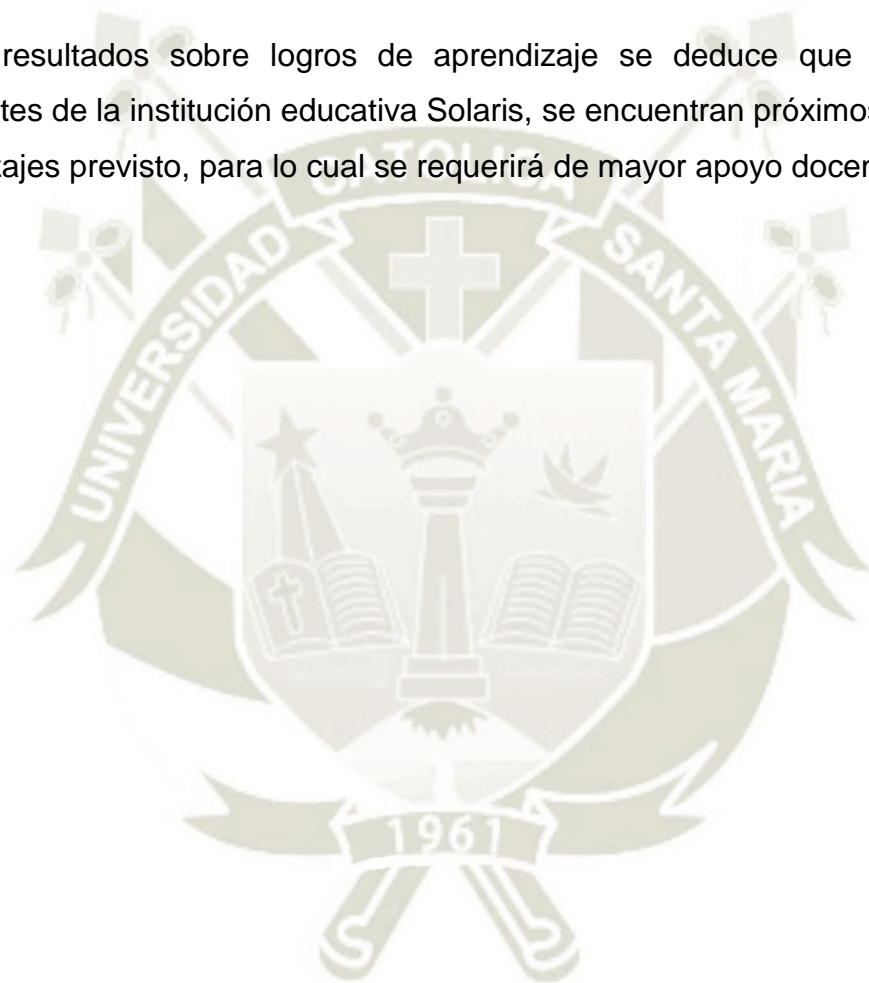 resultados sobre logros de aprendizaje se deduce que
tes de la institución educativa Solaris, se encuentran próximos
ajes previsto, para lo cual se requerirá de mayor apoyo docen
UNIVERSIDAD CATOLICA SANTA MARIA
1961